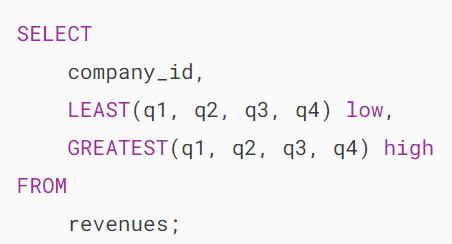 SELECT
    company_id,
    LEAST(q1, q2, q3, q4) low,
    GREATEST(q1, q2, q3, q4) high
FROM
    revenues;